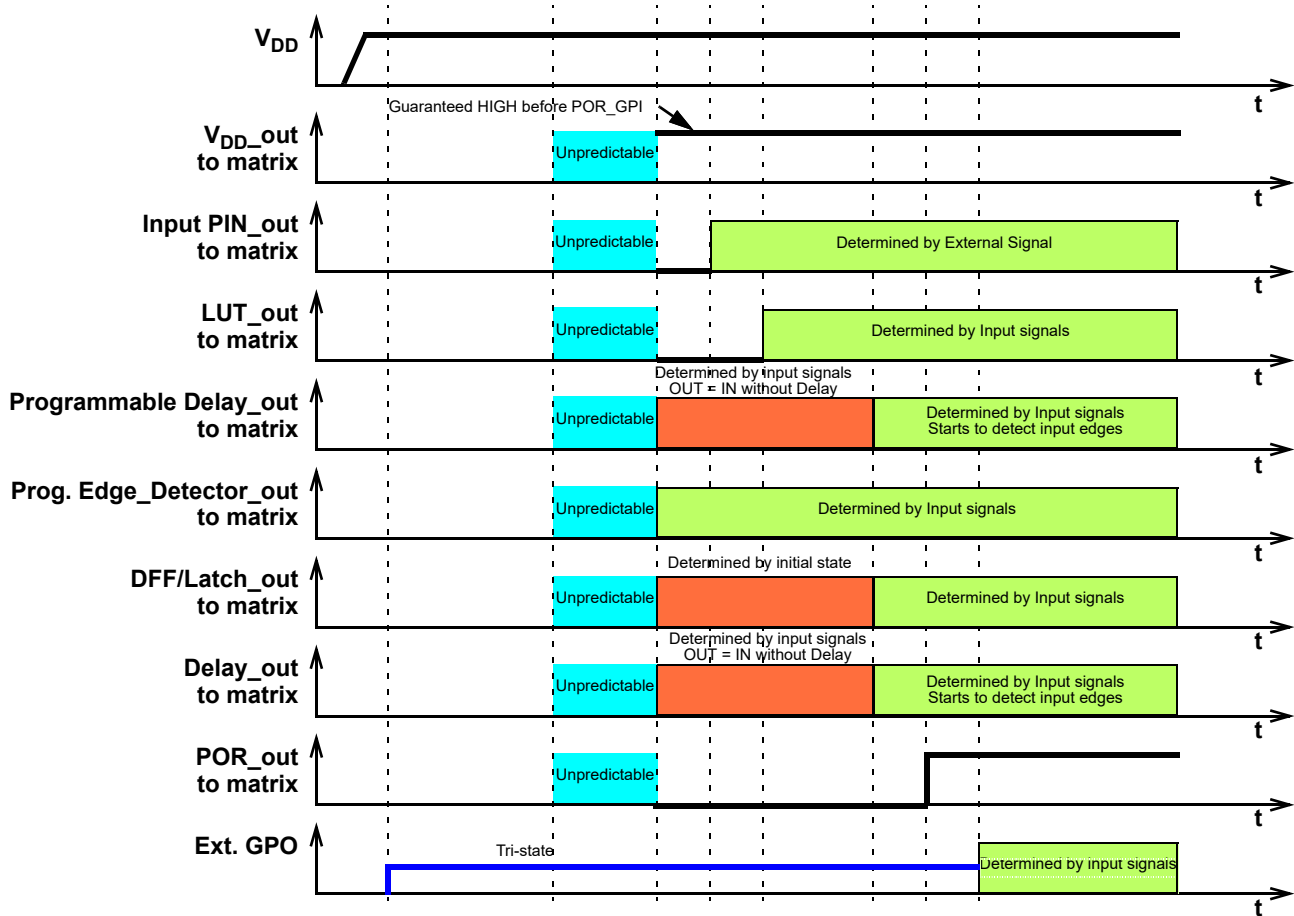 VDD
t
Guaranteed HIGH before POR_GPI
VDD_out
to matrix
Unpredictable
t
Input PIN_out
to matrix
Unpredictable
Determined by External Signal
t
LUT_out
to matrix
Unpredictable
Determined by Input signals
t
Determined by input signals
OUT = IN without Delay
Programmable Delay_out
to matrix
Unpredictable
Determined by Input signals
Starts to detect input edges
t
Prog. Edge_Detector_out
to matrix
Unpredictable
Determined by Input signals
t
Determined by initial state
DFF/Latch_out
to matrix
Unpredictable
Determined by Input signals
t
Determined by input signals
OUT = IN without Delay
Delay_out
to matrix
Unpredictable
Determined by Input signals
Starts to detect input edges
t
POR_out
to matrix
Unpredictable
t
Ext. GPO
Tri-state
Determined by input signals
t